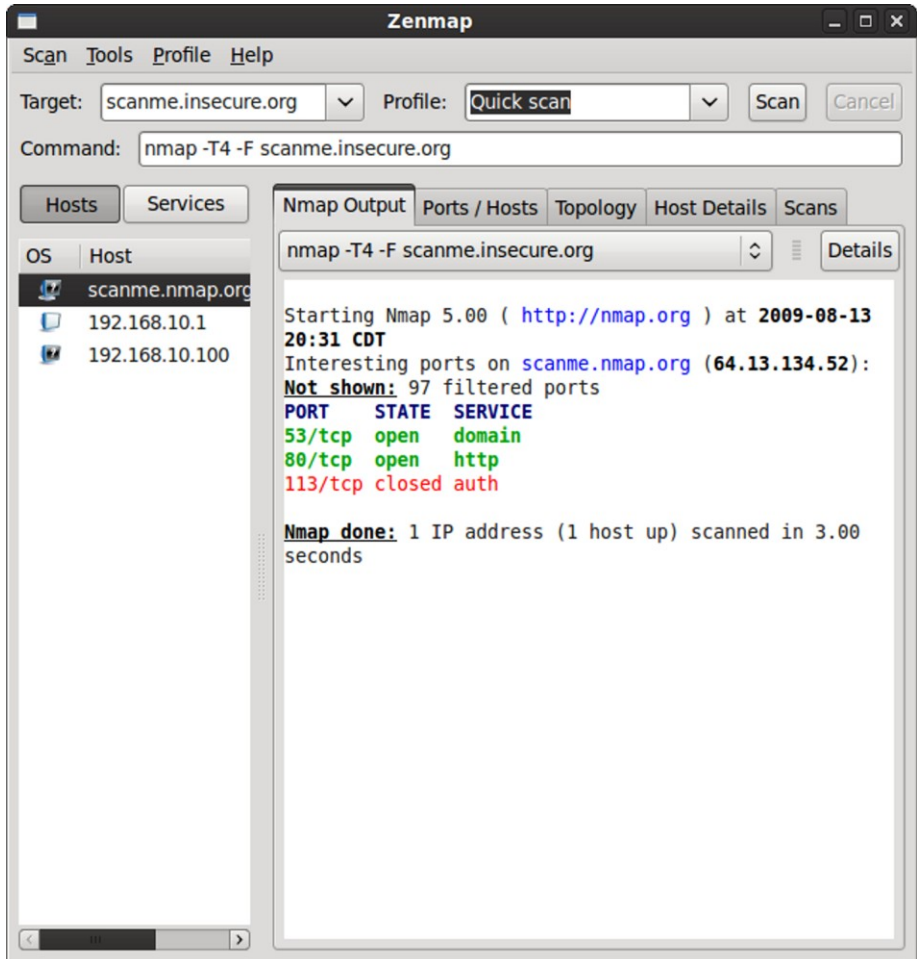 Zenmap
Scan Tools Profile Help
Target: scanme.insecure.org Profile: Quick scan Scan Cancel
Command: nmap -T4 -F scanme.insecure.org
Hosts Services
OS Host
scanme.nmap.org
192.168.10.1
192.168.10.100
Nmap Output Ports / Hosts Topology Host Details Scans
nmap -T4 -F scanme.insecure.org Details
Starting Nmap 5.00 ( http://nmap.org ) at 2009-08-13
20:31 CDT
Interesting ports on scanme.nmap.org (64.13.134.52):
Not shown: 97 filtered ports
PORT STATE SERVICE
53/tcp open domain
80/tcp open http
113/tcp closed auth
Nmap done: 1 IP address (1 host up) scanned in 3.00
seconds